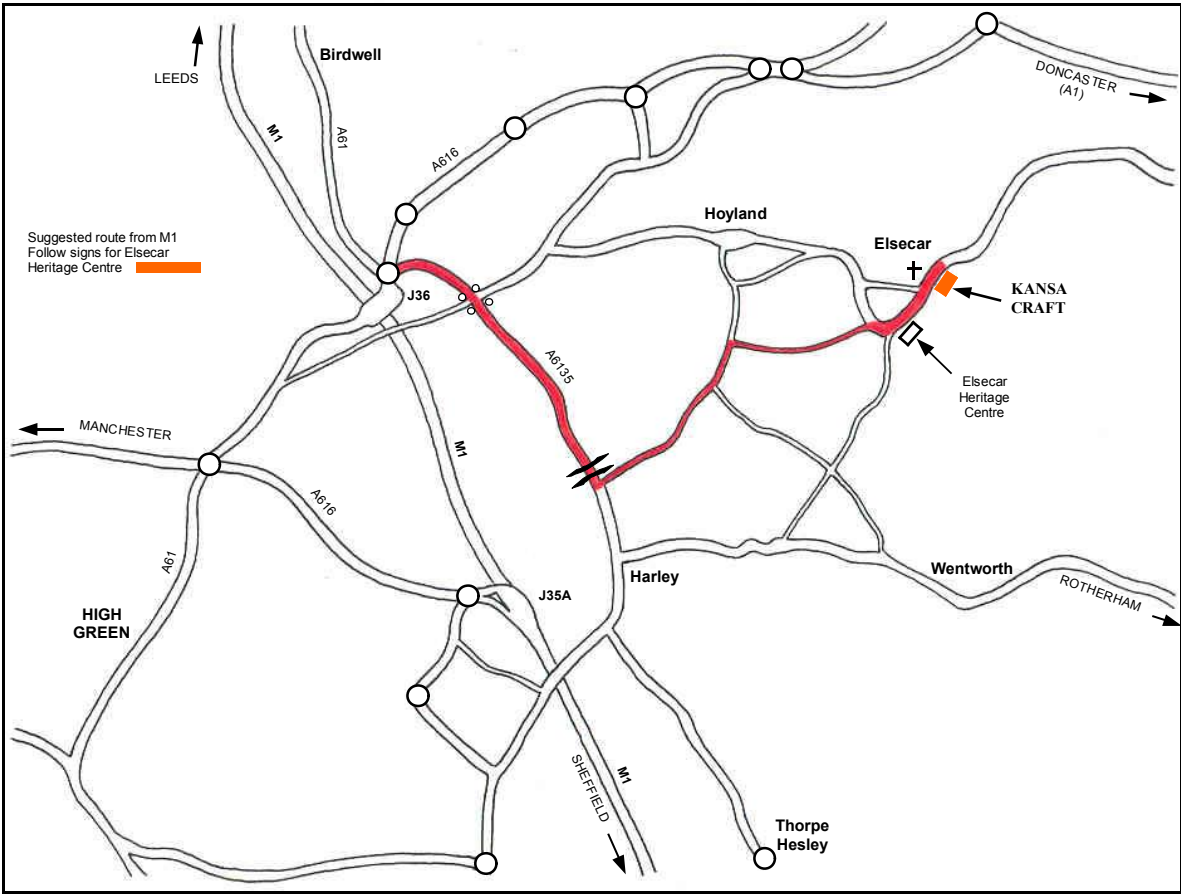 Birdwell
LEEDS
M1
A61
A616
DONCASTER
(A1)
Suggested route from M1
Follow signs for Elsecar
Heritage Centre
Hoyland
Elsecar
J36
KANSA
CRAFT
A6135
Elsecar
Heritage
Centre
MANCHESTER
M1
A616
A61
Harley
Wentworth
ROTHERHAM
J35A
HIGH
GREEN
SHEFFIELD
M1
Thorpe
Hesley